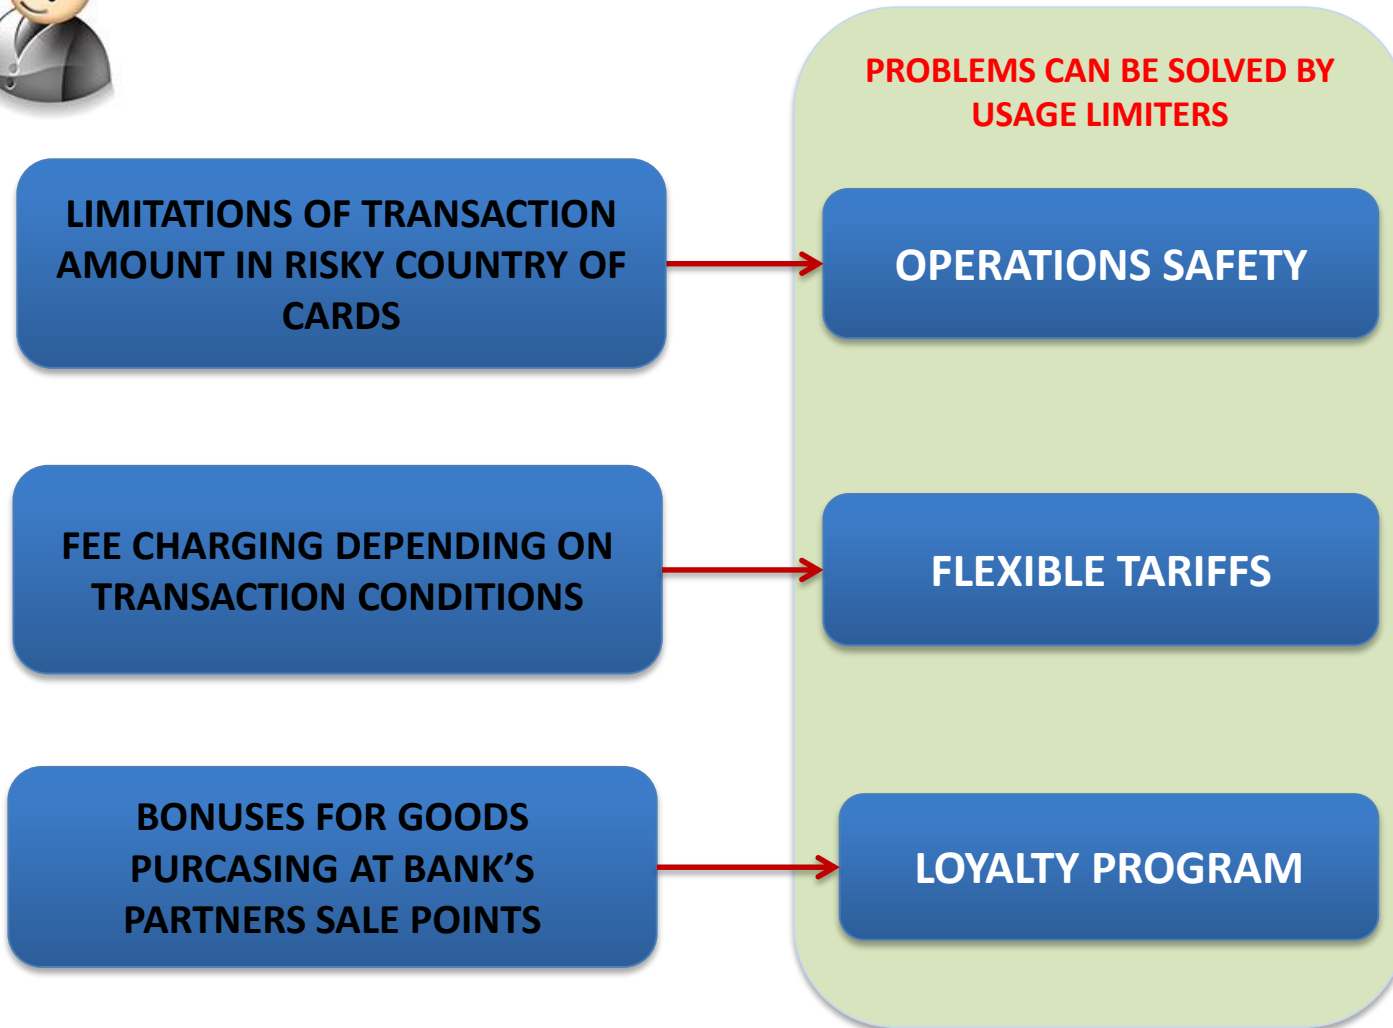 PROBLEMS CAN BE SOLVED BY
USAGE LIMITERS
LIMITATIONS OF TRANSACTION
AMOUNT IN RISKY COUNTRY OF
CARDS
OPERATIONS SAFETY
FEE CHARGING DEPENDING ON
TRANSACTION CONDITIONS
FLEXIBLE TARIFFS
BONUSES FOR GOODS
PURCASING AT BANK’S
PARTNERS SALE POINTS
LOYALTY PROGRAM